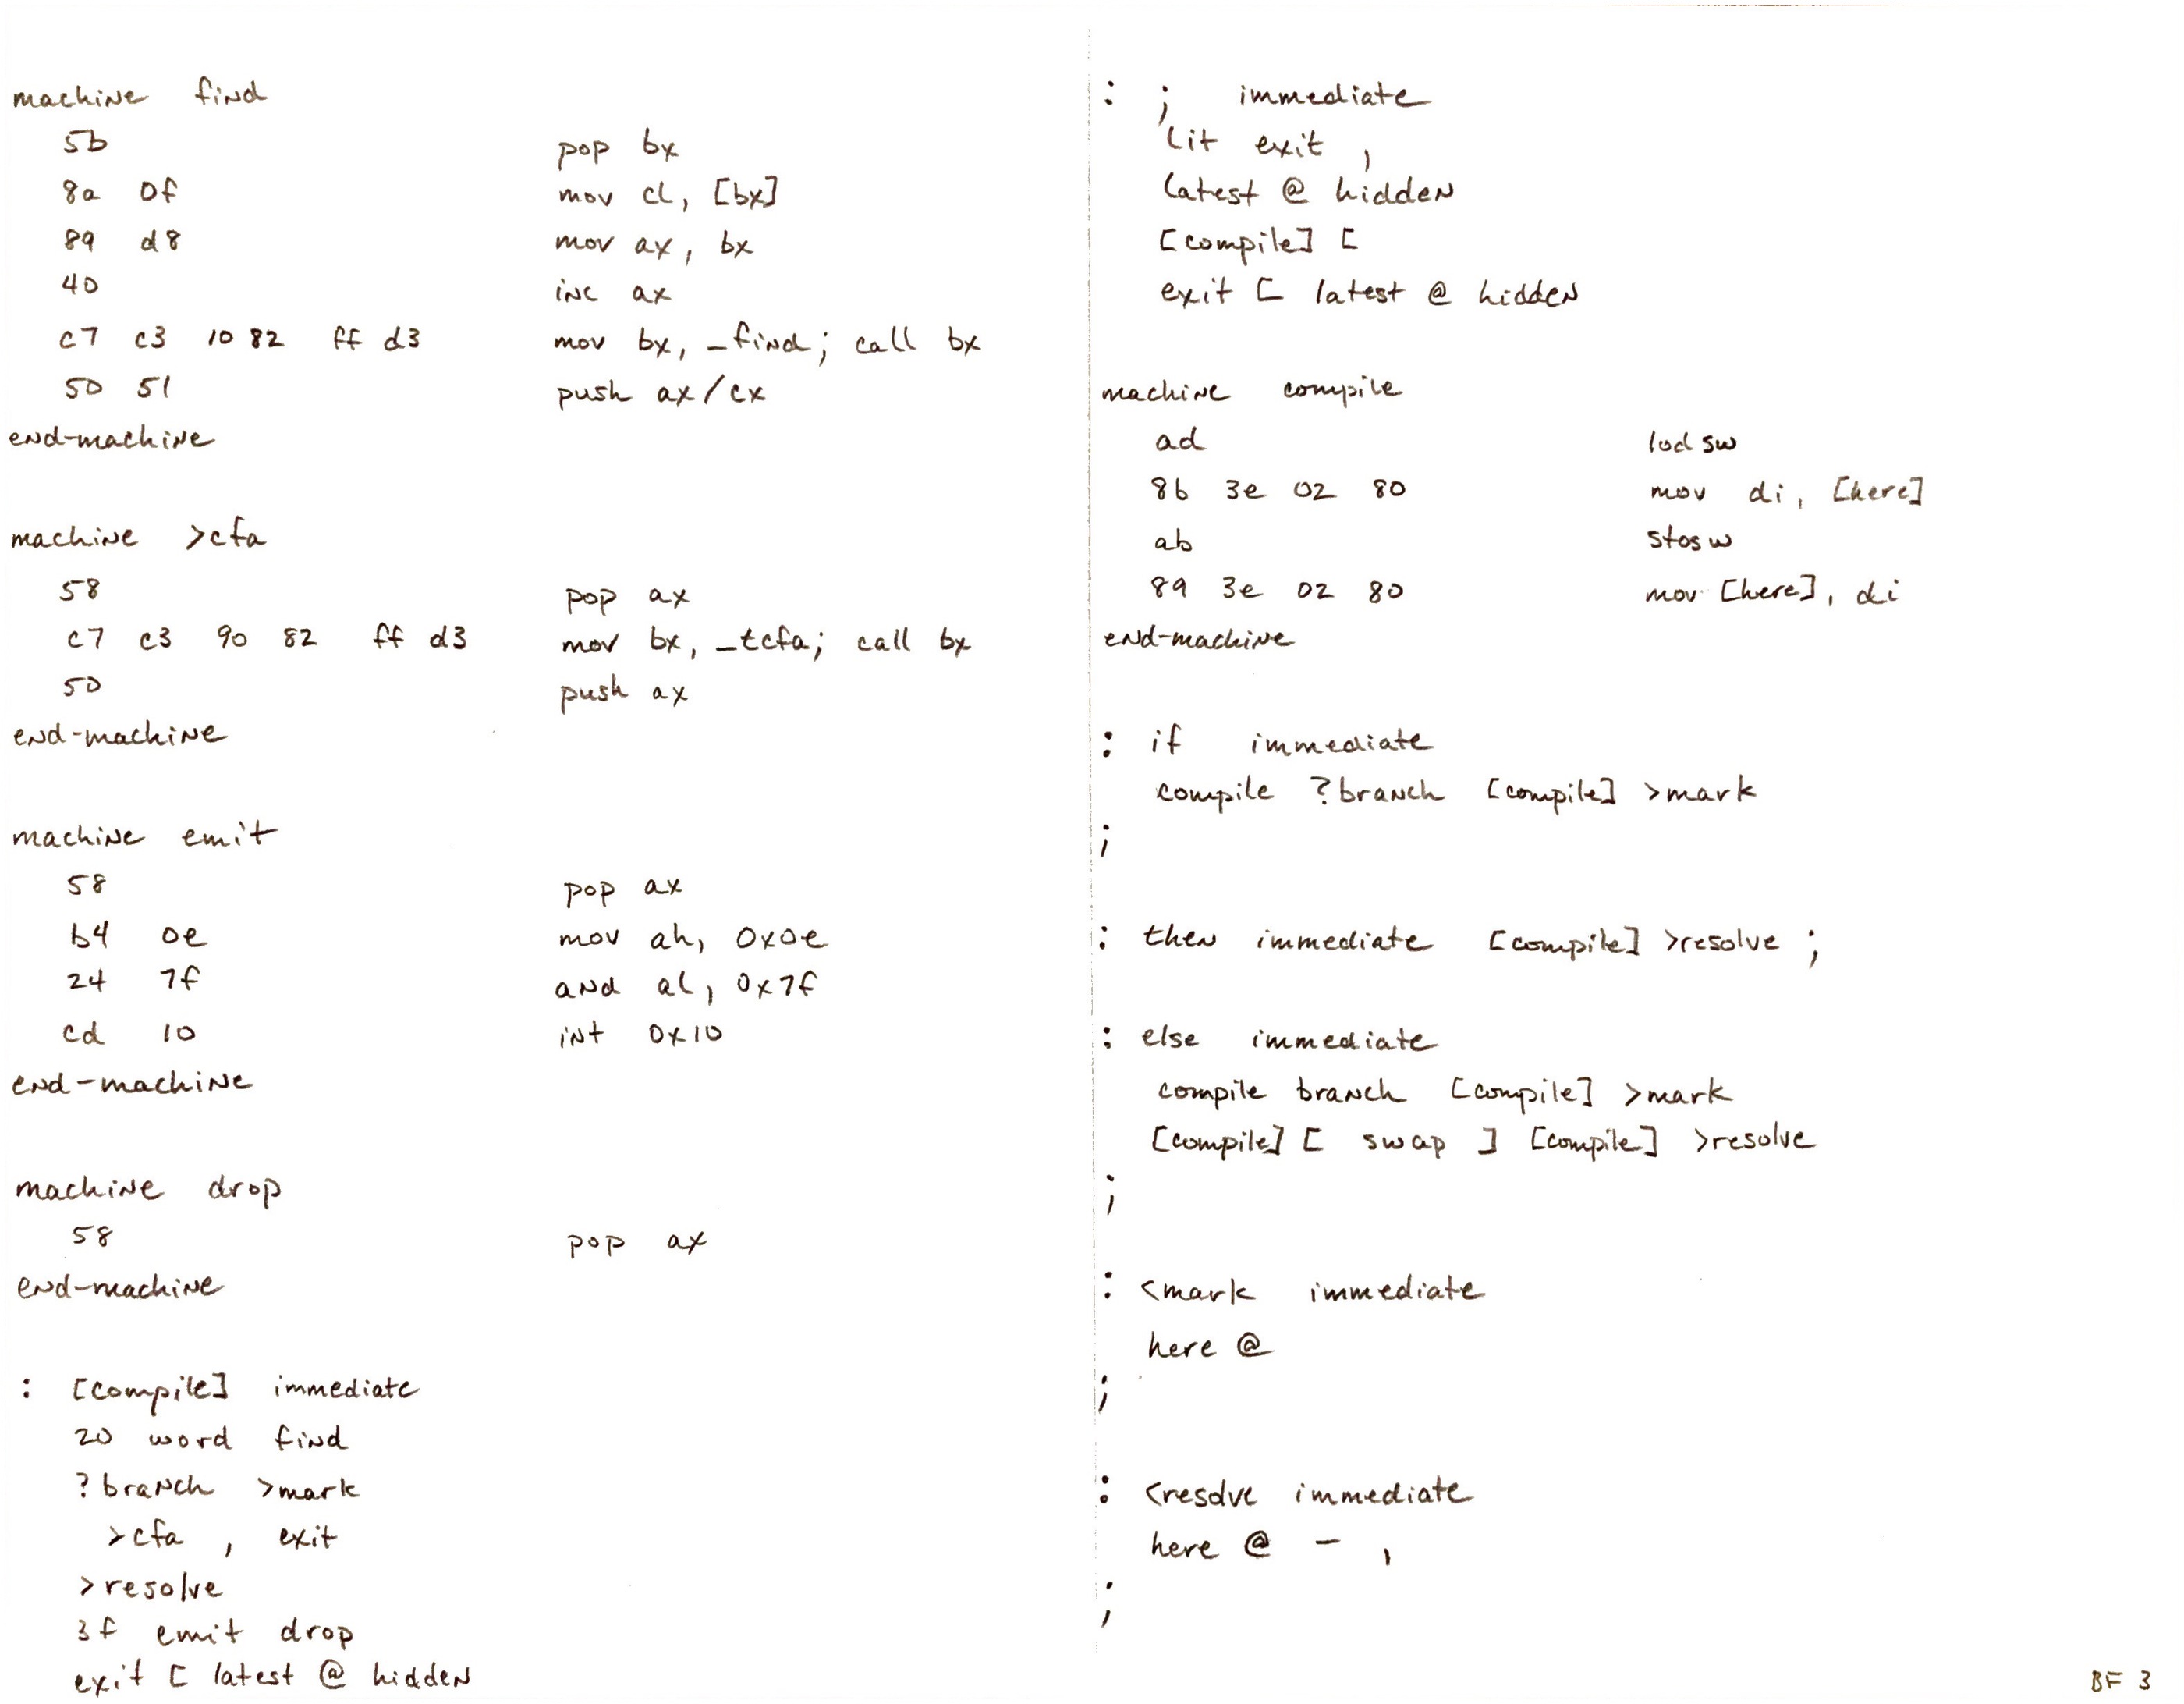 machine find
5b pop bx
8a 0f mov cl, [bx]
89 d8 mov ax, bx
40 inc ax
c7 c3 10 82 ff d3 mov bx, _find; call bx
50 51 push ax/cx
end-machine
machine >cfa
58 pop ax
c7 c3 90 82 ff d3 mov bx, _tcfa; call bx
50 push ax
end-machine
machine emit
58 pop ax
b4 0e mov ah, 0x0e
24 7f and al, 0x7f
cd 10 int 0x10
end-machine
machine drop
58 pop ax
end-machine
: [compile] immediate
20 word find
?branch >mark
>cfa , exit
>resolve
3f emit drop
exit [ latest @ hidden
: ; immediate
lit exit ,
latest @ hidden
[compile] [
exit [ latest @ hidden
machine compile
ad lodsw
8b 3e 02 80 mov di, [here]
ab stosw
89 3e 02 80 mov [here], di
end-machine
: if immediate
compile ?branch [compile] >mark
;
: then immediate [compile] >resolve ;
: else immediate
compile branch [compile] >mark
[compile] [ swap ] [compile] >resolve
;
: <mark immediate
here @
;
: <resolve immediate
here @ - ,
;
BF 3